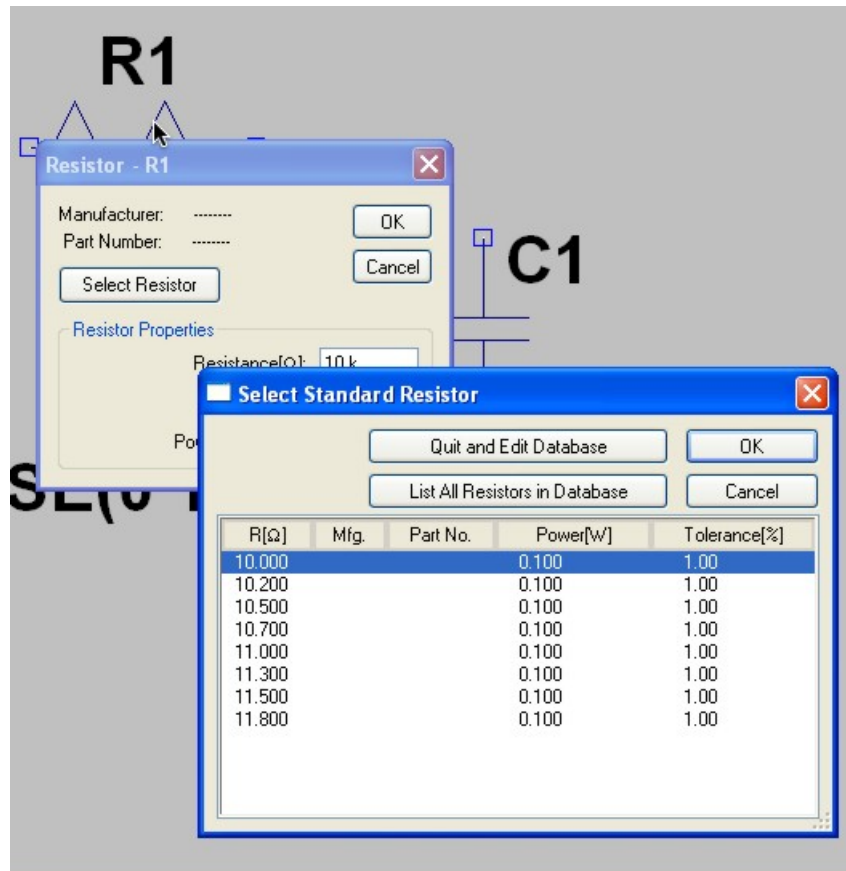 R1
Resistor - R1
Manufacturer: --------
OK
Part Number: --------
Cancel
Select Resistor
C1
Resistor Properties
Resistance[Ω]: 10k
Select Standard Resistor
Quit and Edit Database OK
List All Resistors in Database Cancel
R[Ω] Mfg. Part No. Power[W] Tolerance[%]
10.000 0.100 1.00
10.200 0.100 1.00
10.500 0.100 1.00
10.700 0.100 1.00
11.000 0.100 1.00
11.300 0.100 1.00
11.500 0.100 1.00
11.800 0.100 1.00